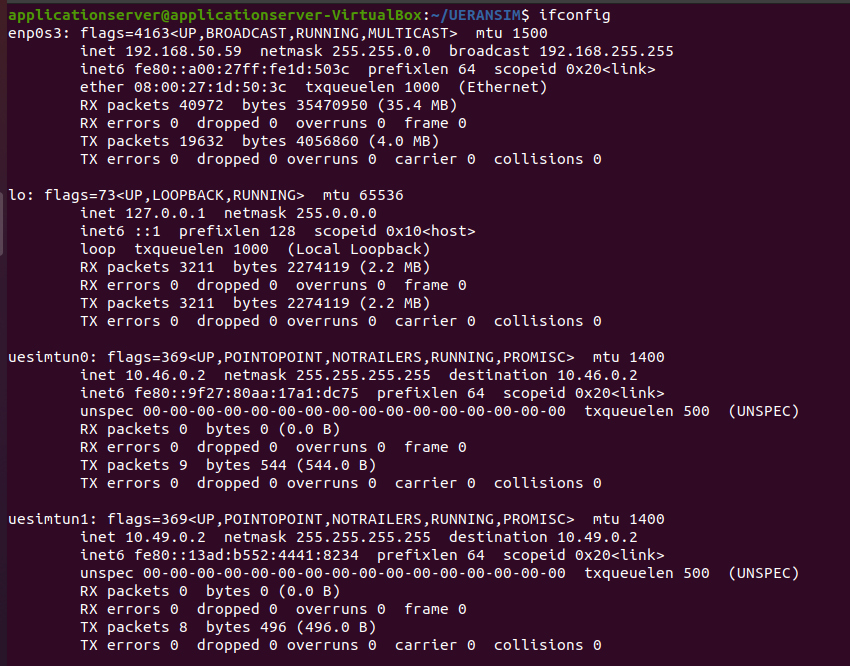 applicationserver@applicationserver-VirtualBox:~/UERANSIM$ ifconfig
enp0s3: flags=4163<UP,BROADCAST,RUNNING,MULTICAST>  mtu 1500
        inet 192.168.50.59  netmask 255.255.0.0  broadcast 192.168.255.255
        inet6 fe80::a00:27ff:fe1d:503c  prefixlen 64  scopeid 0x20<link>
        ether 08:00:27:1d:50:3c  txqueuelen 1000  (Ethernet)
        RX packets 40972  bytes 35470950 (35.4 MB)
        RX errors 0  dropped 0  overruns 0  frame 0
        TX packets 19632  bytes 4056860 (4.0 MB)
        TX errors 0  dropped 0 overruns 0  carrier 0  collisions 0

lo: flags=73<UP,LOOPBACK,RUNNING>  mtu 65536
        inet 127.0.0.1  netmask 255.0.0.0
        inet6 ::1  prefixlen 128  scopeid 0x10<host>
        loop  txqueuelen 1000  (Local Loopback)
        RX packets 3211  bytes 2274119 (2.2 MB)
        RX errors 0  dropped 0  overruns 0  frame 0
        TX packets 3211  bytes 2274119 (2.2 MB)
        TX errors 0  dropped 0 overruns 0  carrier 0  collisions 0

uesimtun0: flags=369<UP,POINTOPOINT,NOTRAILERS,RUNNING,PROMISC>  mtu 1400
        inet 10.46.0.2  netmask 255.255.255.255  destination 10.46.0.2
        inet6 fe80::9f27:80aa:17a1:dc75  prefixlen 64  scopeid 0x20<link>
        unspec 00-00-00-00-00-00-00-00-00-00-00-00-00-00-00-00  txqueuelen 500  (UNSPEC)
        RX packets 0  bytes 0 (0.0 B)
        RX errors 0  dropped 0  overruns 0  frame 0
        TX packets 9  bytes 544 (544.0 B)
        TX errors 0  dropped 0 overruns 0  carrier 0  collisions 0

uesimtun1: flags=369<UP,POINTOPOINT,NOTRAILERS,RUNNING,PROMISC>  mtu 1400
        inet 10.49.0.2  netmask 255.255.255.255  destination 10.49.0.2
        inet6 fe80::13ad:b552:4441:8234  prefixlen 64  scopeid 0x20<link>
        unspec 00-00-00-00-00-00-00-00-00-00-00-00-00-00-00-00  txqueuelen 500  (UNSPEC)
        RX packets 0  bytes 0 (0.0 B)
        RX errors 0  dropped 0  overruns 0  frame 0
        TX packets 8  bytes 496 (496.0 B)
        TX errors 0  dropped 0 overruns 0  carrier 0  collisions 0